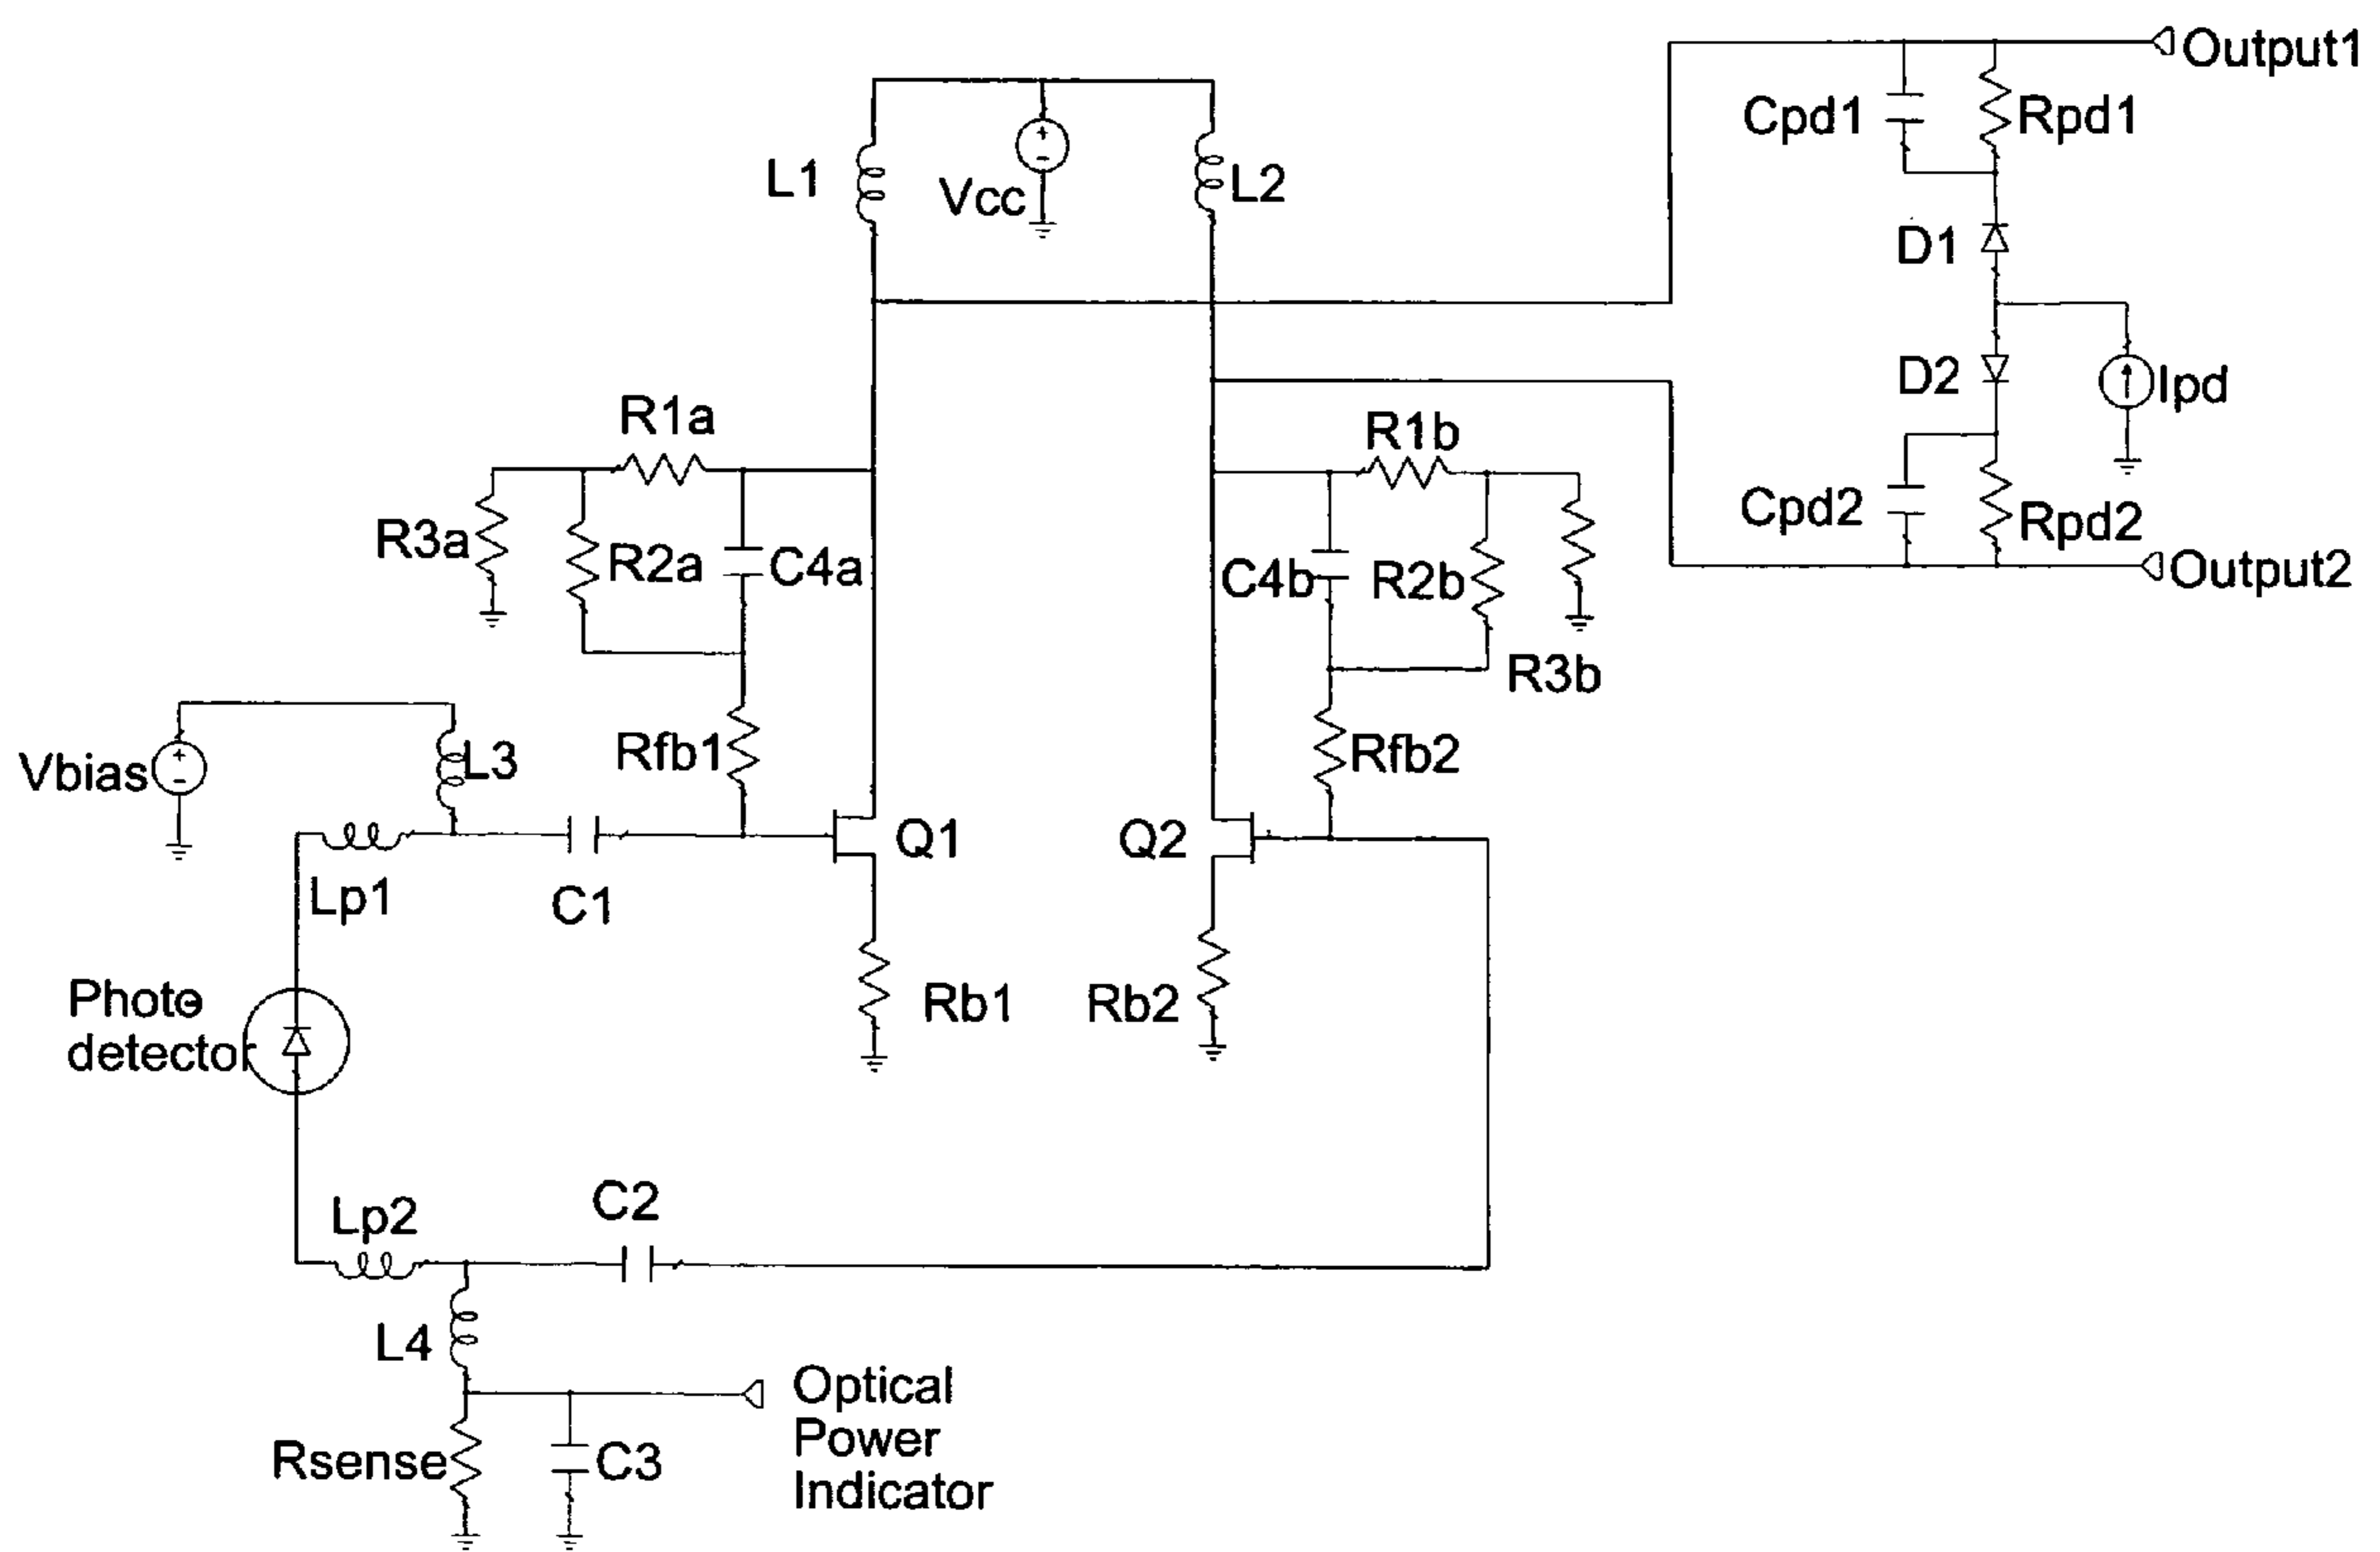 Output1
Cpd1
Rpd1
L1
Vcc
L2
D1
D2
Ipd
R1a
R1b
R3a
R2a
C4a
C4b
R2b
Cpd2
Rpd2
Output2
R3b
Vbias
L3
Rfb1
Rfb2
Q1
Q2
Lp1
C1
Phote
detector
Rb1
Rb2
Lp2
C2
L4
Optical
Power
Indicator
Rsense
C3